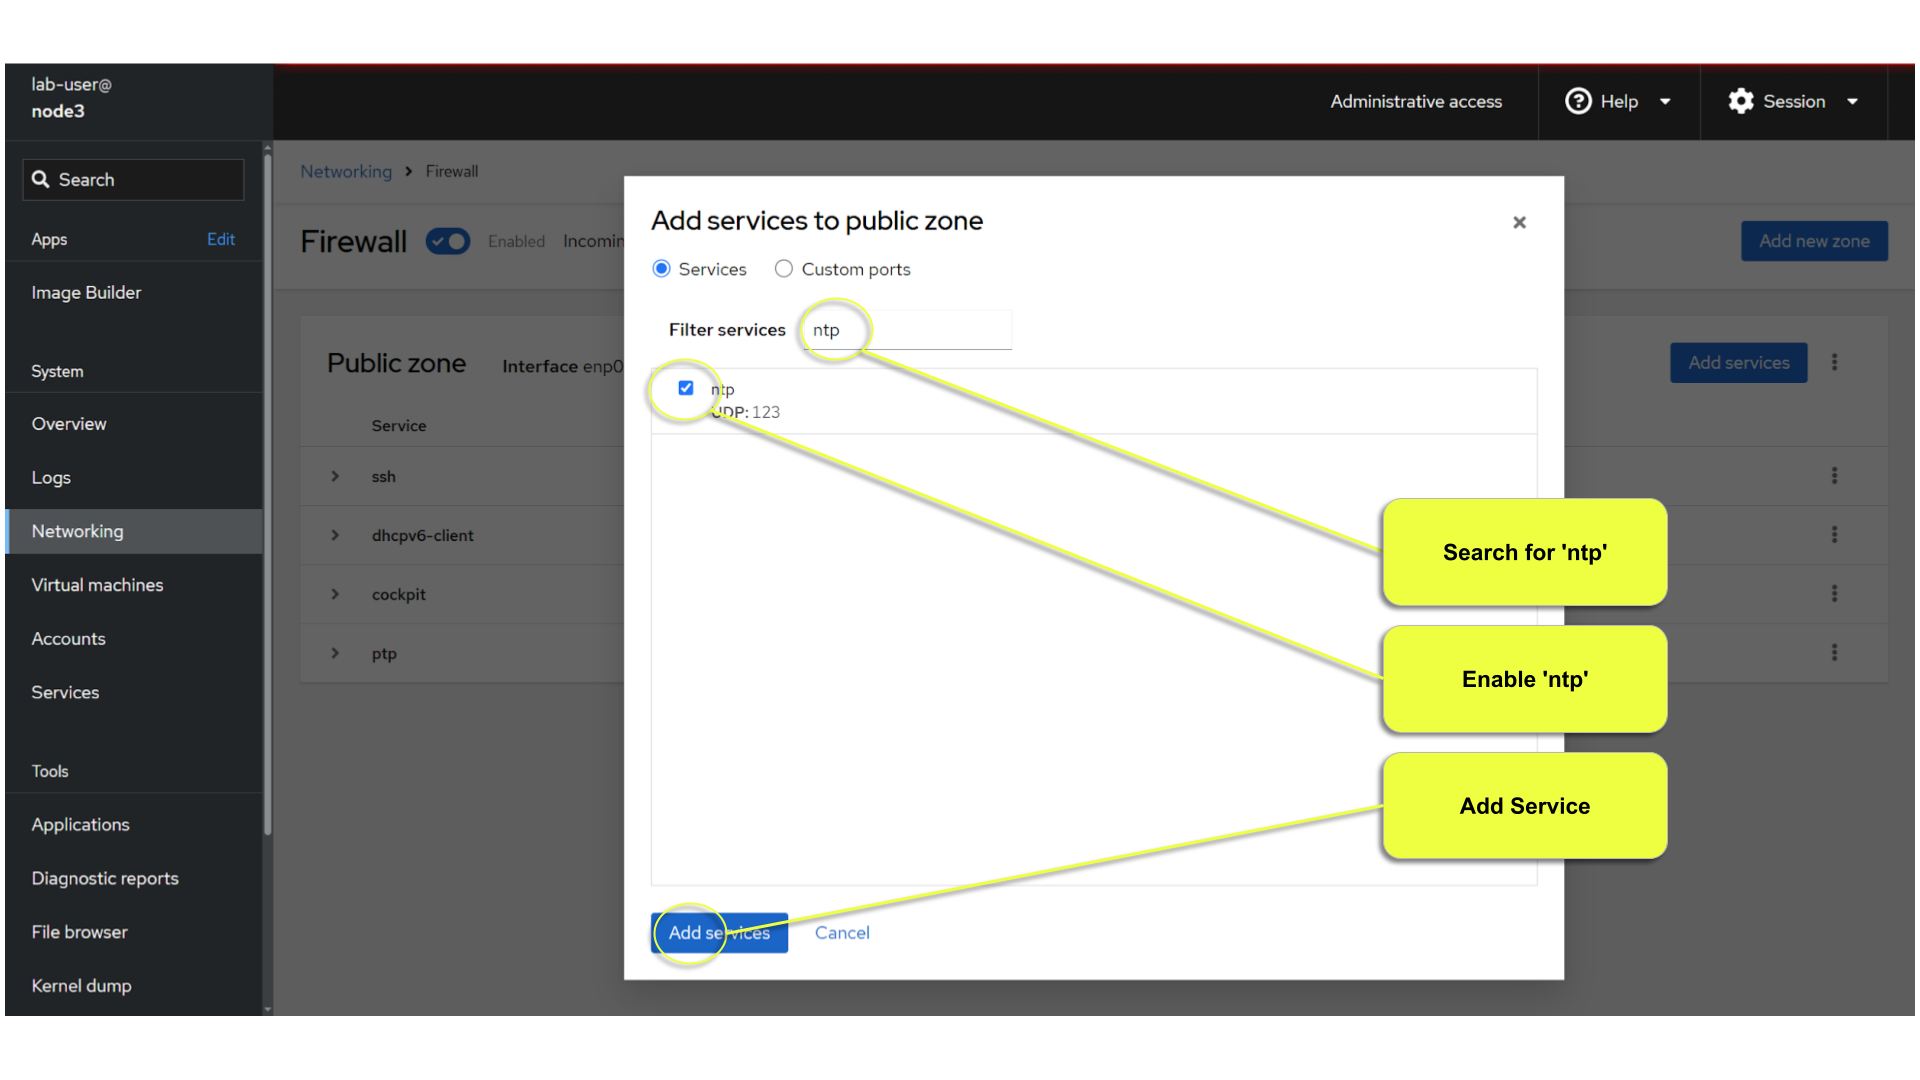 lab-user@
node3
Administrative access
Help
Session
Search
Apps
Edit
Image Builder
System
Overview
Logs
Networking
Virtual machines
Accounts
Services
Tools
Applications
Diagnostic reports
File browser
Kernel dump
Networking > Firewall
Firewall
Enabled
Incomin
Add new zone
Public zone
Interface enp0
Add services
Service
ssh
dhcpv6-client
cockpit
ptp
Add services to public zone
Services
Custom ports
Filter services
ntp
ntp
UDP: 123
Search for 'ntp'
Enable 'ntp'
Add Service
Add services
Cancel